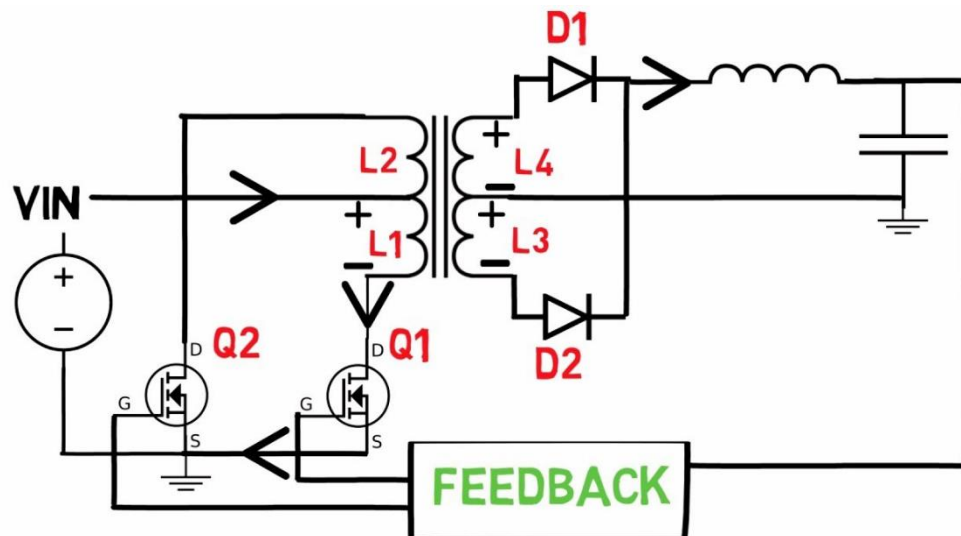 D1
+
L2
L4
VIN
+
+
L1
L3
+
Q2
Q1
D
D
D2
G
G
S
S
FEEDBACK